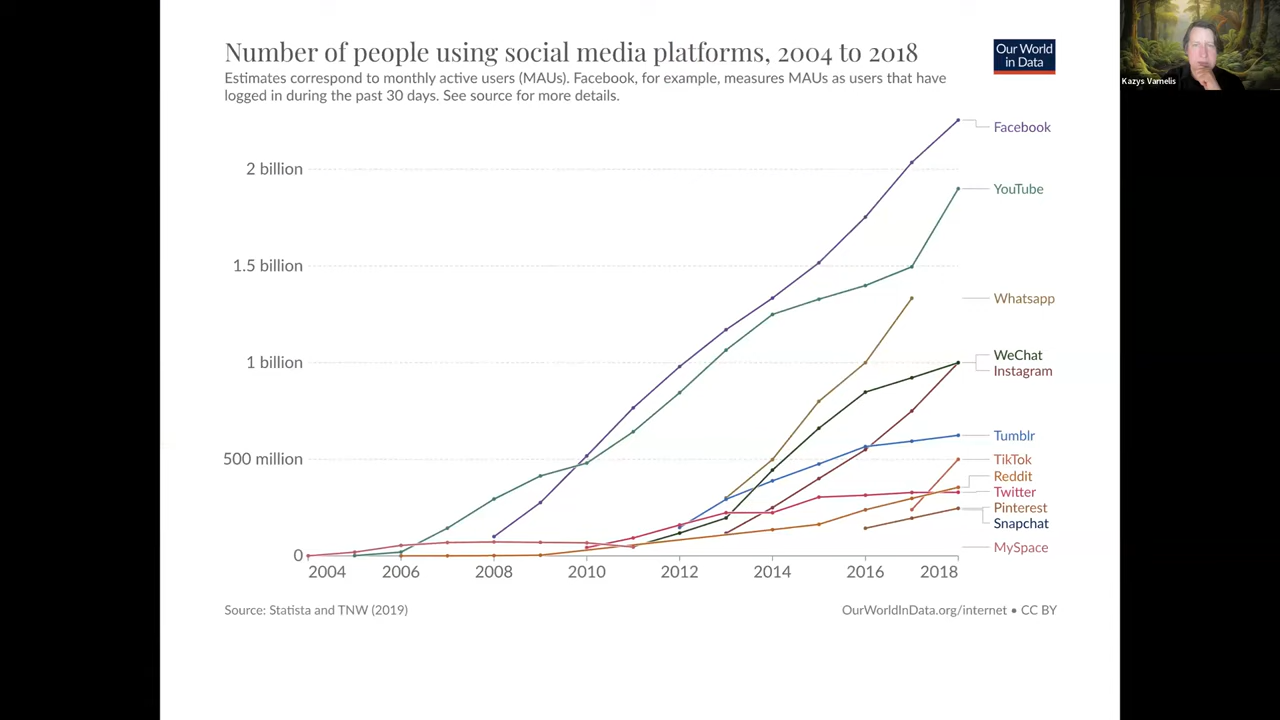 Number of people using social media platforms, 2004 to 2018
Our World
in Data
Estimates correspond to monthly active users (MAUs). Facebook, for example, measures MAUs as users that have
logged in during the past 30 days. See source for more details.
Kazys Varnelis
Facebook
2 billion
YouTube
1.5 billion
Whatsapp
1 billion
WeChat
Instagram
Tumblr
500 million
TikTok
Reddit
Twitter
Pinterest
Snapchat
MySpace
0
2004 2006 2008 2010 2012 2014 2016 2018
Source: Statista and TNW (2019)
OurWorldInData.org/internet • CC BY